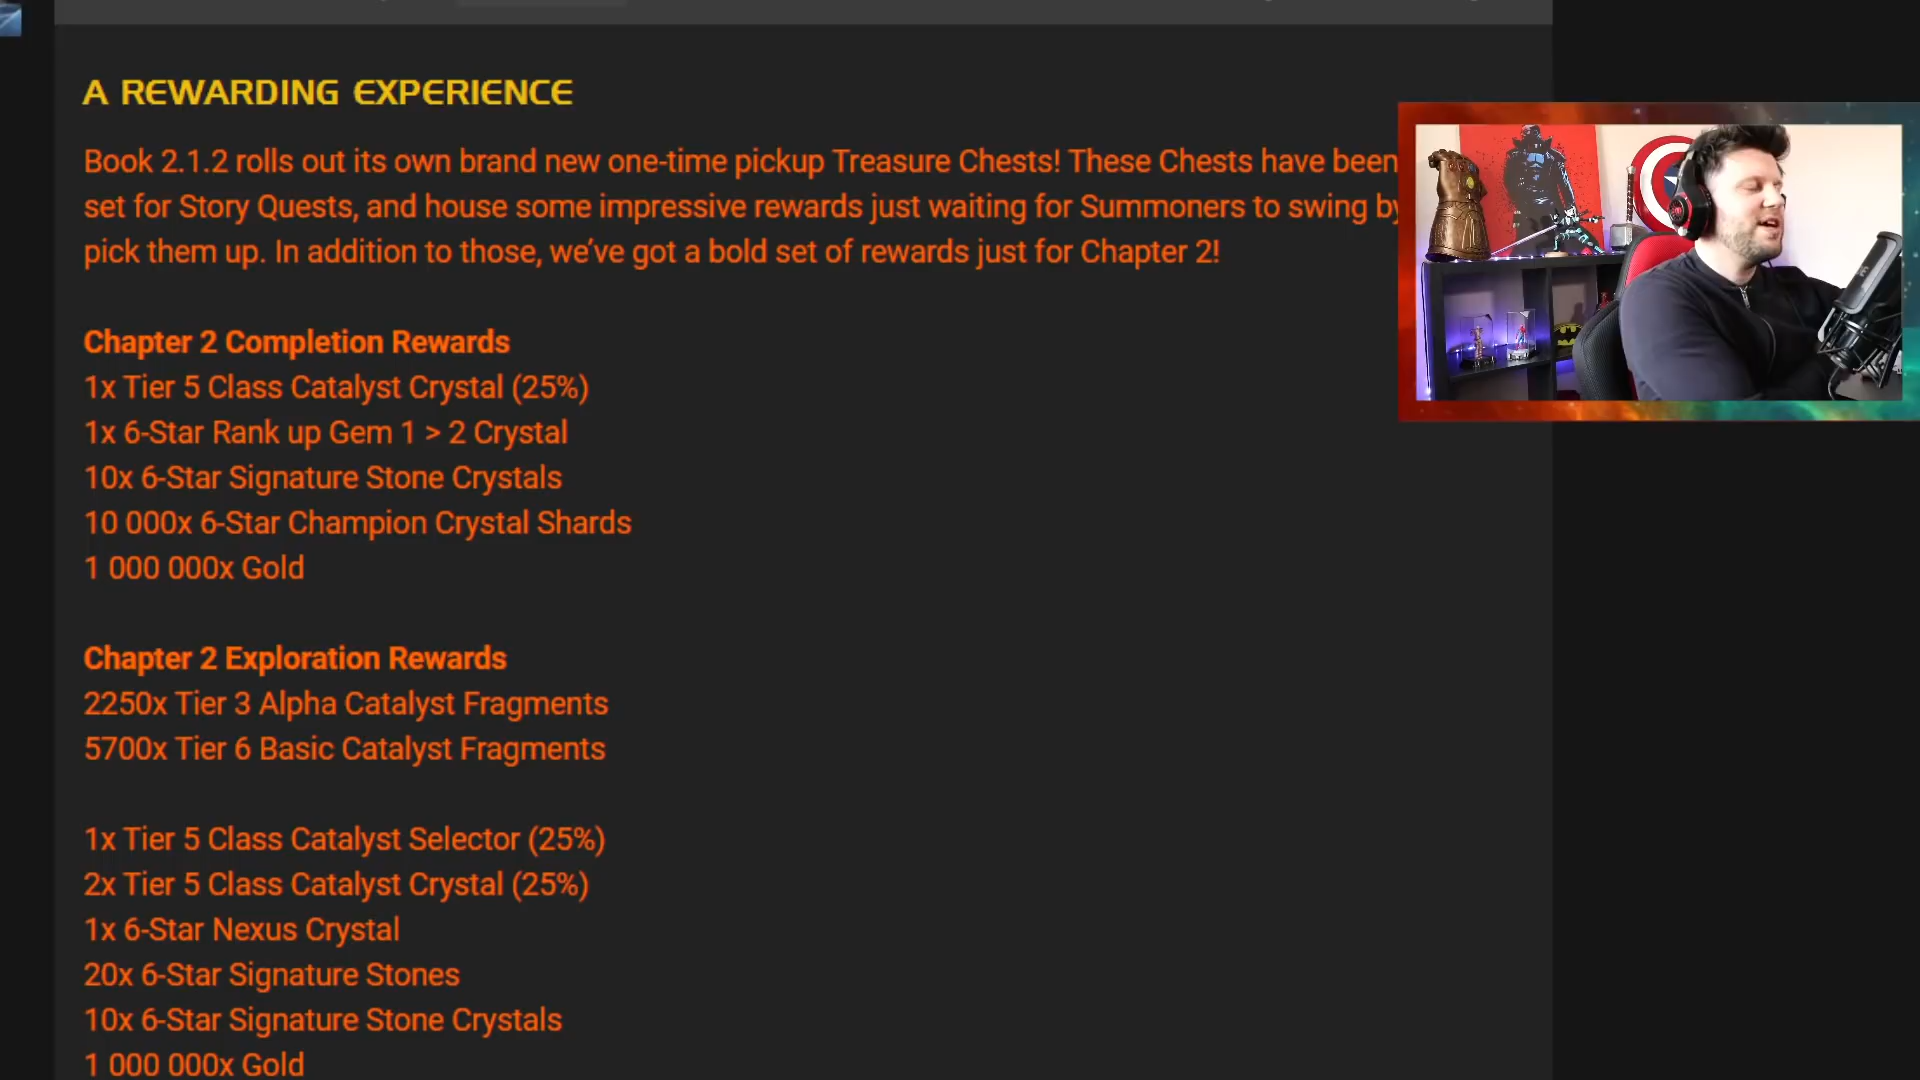 A REWARDING EXPERIENCE
Book 2.1.2 rolls out its own brand new one-time pickup Treasure Chests! These Chests have been
set for Story Quests, and house some impressive rewards just waiting for Summoners to swing by
pick them up. In addition to those, we’ve got a bold set of rewards just for Chapter 2!
Chapter 2 Completion Rewards
1x Tier 5 Class Catalyst Crystal (25%)
1x 6-Star Rank up Gem 1 > 2 Crystal
10x 6-Star Signature Stone Crystals
10 000x 6-Star Champion Crystal Shards
1 000 000x Gold
Chapter 2 Exploration Rewards
2250x Tier 3 Alpha Catalyst Fragments
5700x Tier 6 Basic Catalyst Fragments
1x Tier 5 Class Catalyst Selector (25%)
2x Tier 5 Class Catalyst Crystal (25%)
1x 6-Star Nexus Crystal
20x 6-Star Signature Stones
10x 6-Star Signature Stone Crystals
1 000 000x Gold